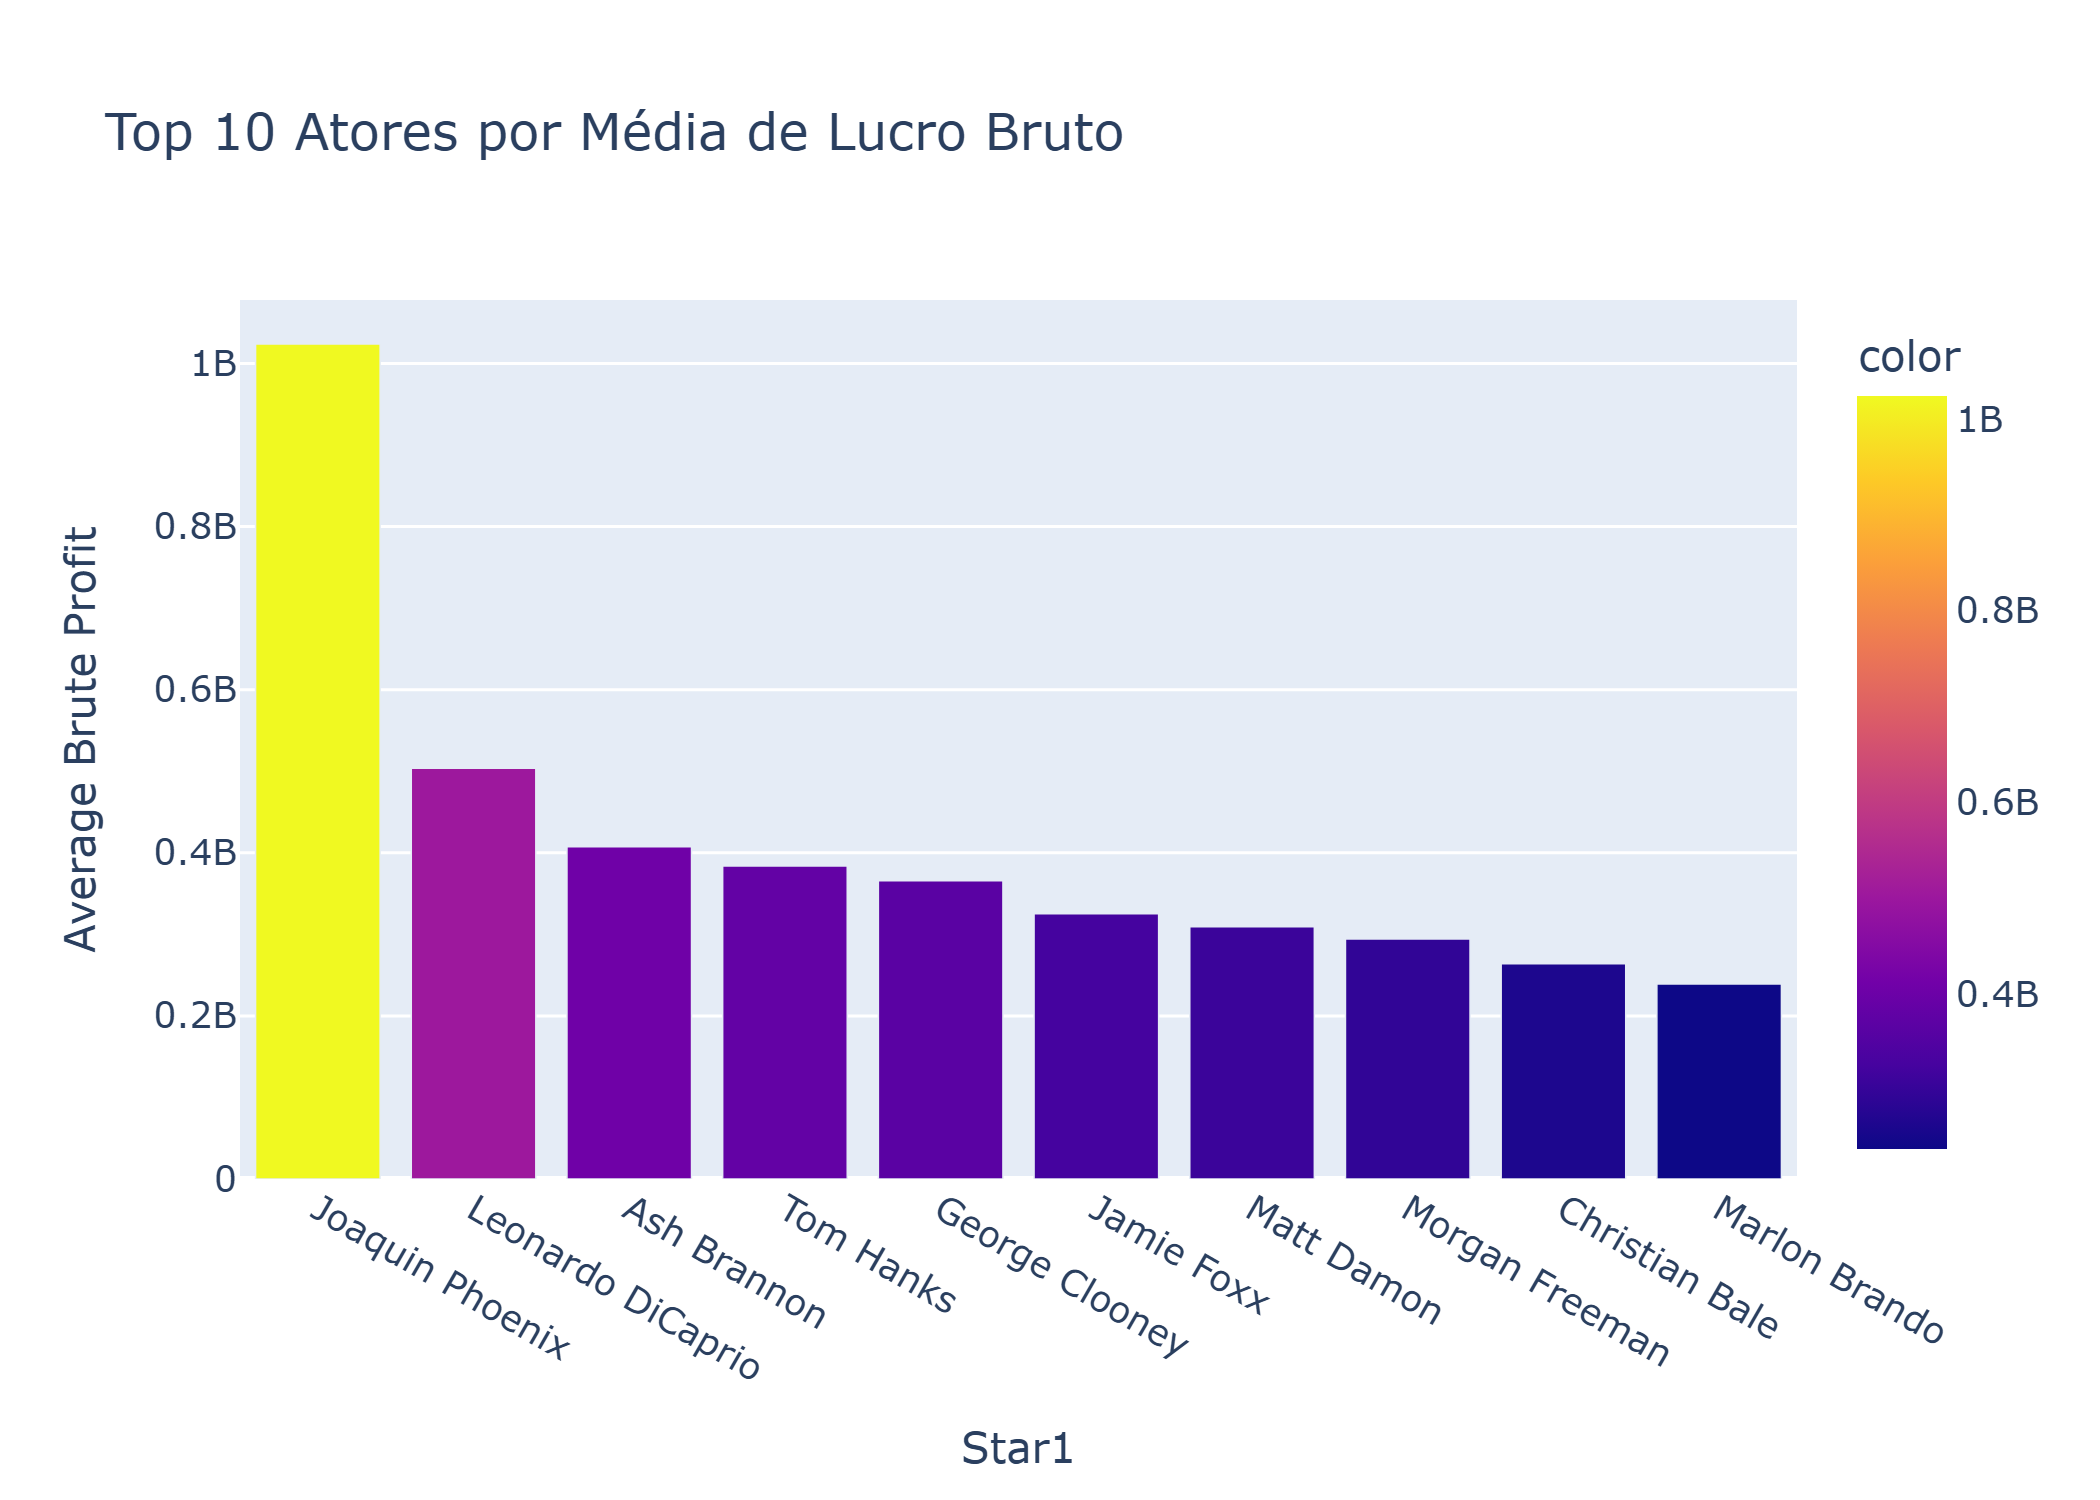 Top 10 Atores por Média de Lucro Bruto
Average Brute Profit
1B
0.8B
0.6B
0.4B
0.2B
0
Joaquin Phoenix
Leonardo DiCaprio
Ash Brannon
Tom Hanks
George Clooney
Jamie Foxx
Matt Damon
Morgan Freeman
Christian Bale
Marlon Brando
Star1
color
1B
0.8B
0.6B
0.4B